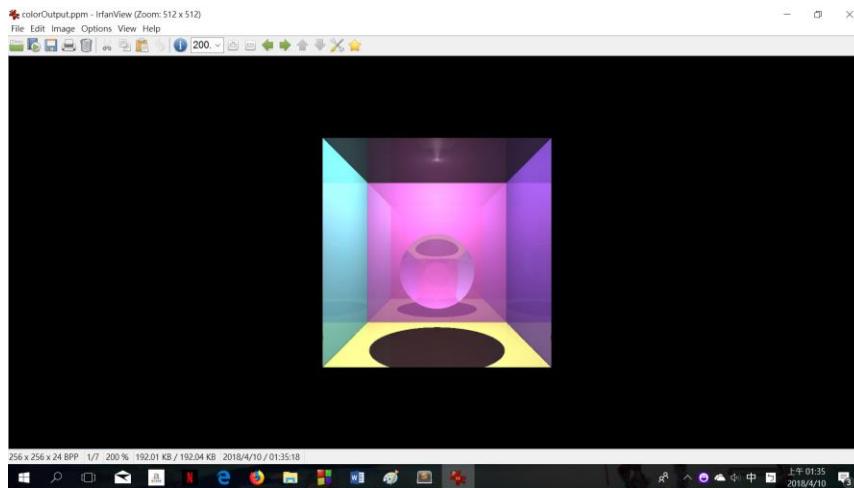 colorOutput.ppm - IrfanView (Zoom: 512 x 512)
File Edit Image Options View Help
200.
256 x 256 x 24 BPP 1/7 200 % 192.01 KB / 192.04 KB 2018/4/10 / 01:35:18
中
上午 01:35
2018/4/10
3